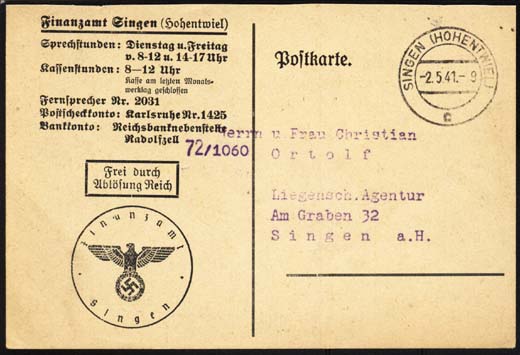 Finanzamt Singen (Hohentwiel)
Sprechstunden: Dienstag u. Freitag
v. 8-12 u. 14-17 Uhr
Kassenstunden: 8—12 Uhr
Kasse am letzten Monats-
werktag geschlossen
Fernsprecher Nr. 2031
Postscheckkonto: Karlsruhe Nr. 1425
Bankkonto: Reichsbanknebenstelle
Radolfzell
72/1060
Frei durch
Ablösung Reich
Finanzamt
Singen
Postkarte.
SINGEN (HOHENTWIEL)
-2.5.41.- 9
c
Herrn u Frau Christian
Ortolf
Liegensch.Agentur
Am Graben 32
Singen a.H.